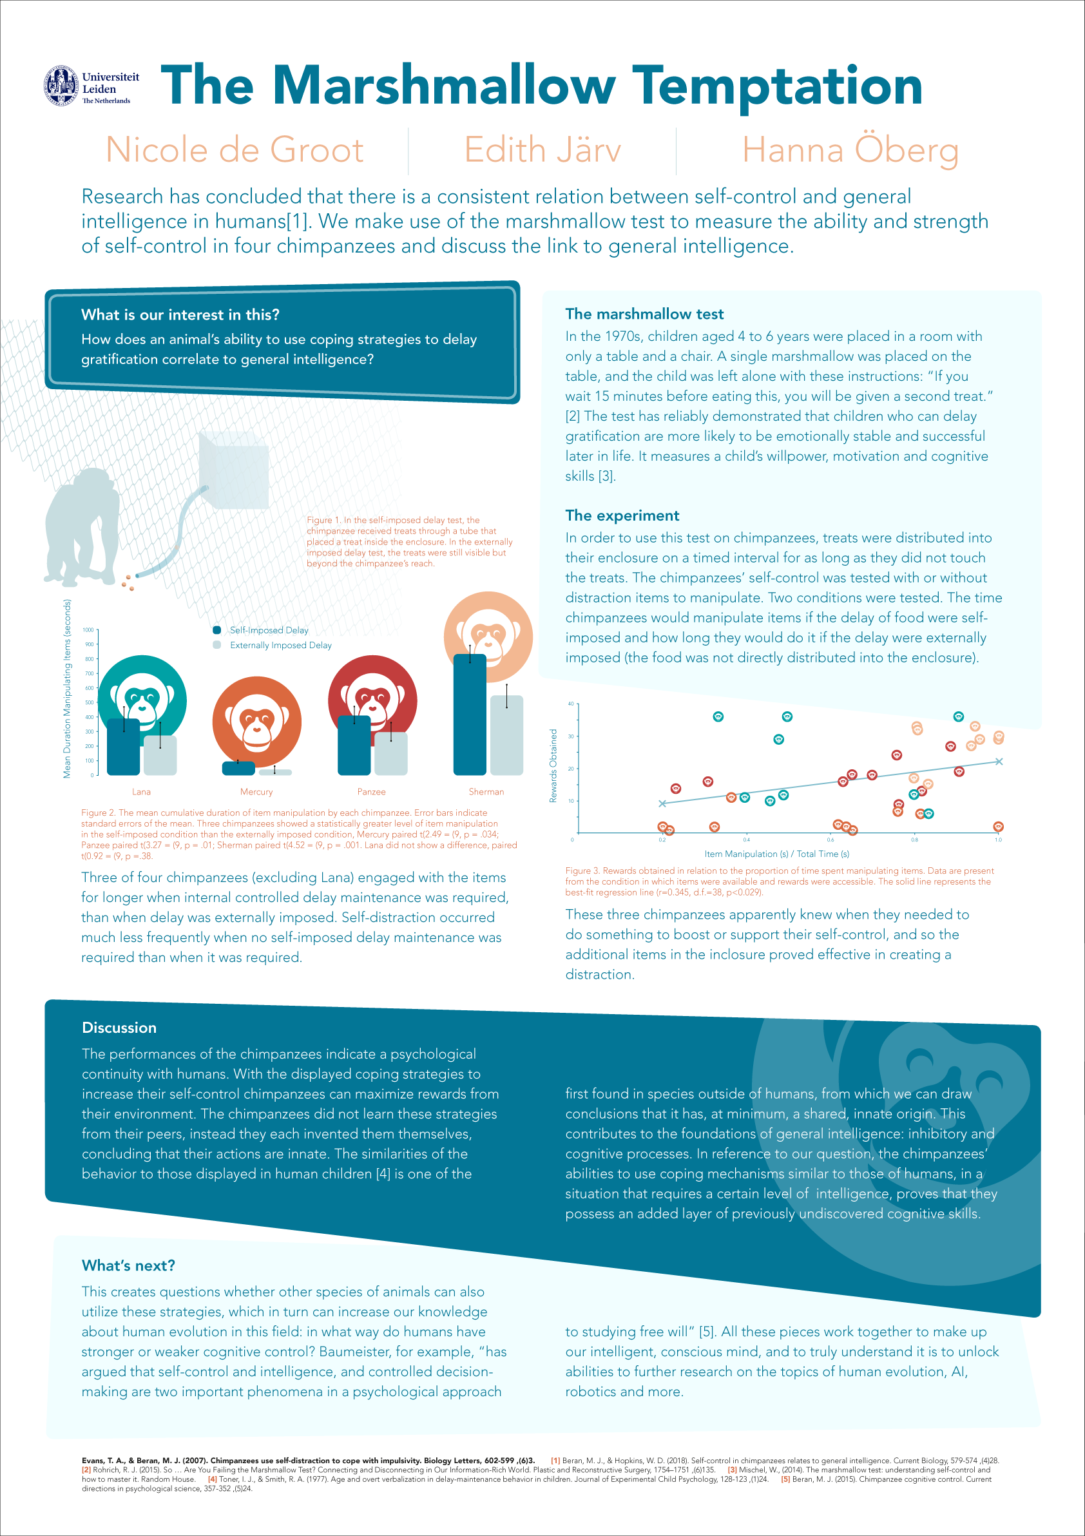 Universiteit
Leiden
The Netherlands
The Marshmallow Temptation
Nicole de Groot
Edith Järv
Hanna Öberg
Research has concluded that there is a consistent relation between self-control and general
intelligence in humans[1]. We make use of the marshmallow test to measure the ability and strength
of self-control in four chimpanzees and discuss the link to general intelligence.
What is our interest in this?
How does an animal's ability to use coping strategies to delay
gratification correlate to general intelligence?
Figure 1. In the self-imposed delay test, the
chimpanzee received treats through a tube that
placed a treat inside the enclosure. In the externally
imposed delay test, the treats were still visible but
beyond the chimpanzee's reach.
Mean Duration Manipulating Items (seconds)
1000
900
800
700
600
500
400
300
200
100
0
Self-Imposed Delay
Externally Imposed Delay
Lana
Mercury
Panzee
Sherman
Figure 2. The mean cumulative duration of item manipulation by each chimpanzee. Error bars indicate
standard errors of the mean. Three chimpanzees showed a statistically greater level of item manipulation
in the self-imposed condition than the externally imposed condition, Mercury paired t(2.49 = (9, p = .034;
Panzee paired t(3.27 = (9, p = .01; Sherman paired t(4.52 = (9, p = .001. Lana did not show a difference, paired
t(0.92 = (9, p =.38.
Three of four chimpanzees (excluding Lana) engaged with the items
for longer when internal controlled delay maintenance was required,
than when delay was externally imposed. Self-distraction occurred
much less frequently when no self-imposed delay maintenance was
required than when it was required.
The marshmallow test
In the 1970s, children aged 4 to 6 years were placed in a room with
only a table and a chair. A single marshmallow was placed on the
table, and the child was left alone with these instructions: “If you
wait 15 minutes before eating this, you will be given a second treat.”
[2] The test has reliably demonstrated that children who can delay
gratification are more likely to be emotionally stable and successful
later in life. It measures a child's willpower, motivation and cognitive
skills [3].
The experiment
In order to use this test on chimpanzees, treats were distributed into
their enclosure on a timed interval for as long as they did not touch
the treats. The chimpanzees' self-control was tested with or without
distraction items to manipulate. Two conditions were tested. The time
chimpanzees would manipulate items if the delay of food were self-
imposed and how long they would do it if the delay were externally
imposed (the food was not directly distributed into the enclosure).
Rewards Obtained
40
30
20
10
0
0.2
0.4
0.6
0.8
1.0
Item Manipulation (s) / Total Time (s)
Figure 3. Rewards obtained in relation to the proportion of time spent manipulating items. Data are present
from the condition in which items were available and rewards were accessible. The solid line represents the
best-fit regression line (r=0.345, d.f.=38, p<0.029).
These three chimpanzees apparently knew when they needed to
do something to boost or support their self-control, and so the
additional items in the inclosure proved effective in creating a
distraction.
Discussion
The performances of the chimpanzees indicate a psychological
continuity with humans. With the displayed coping strategies to
increase their self-control chimpanzees can maximize rewards from
their environment. The chimpanzees did not learn these strategies
from their peers, instead they each invented them themselves,
concluding that their actions are innate. The similarities of the
behavior to those displayed in human children [4] is one of the
first found in species outside of humans, from which we can draw
conclusions that it has, at minimum, a shared, innate origin. This
contributes to the foundations of general intelligence: inhibitory and
cognitive processes. In reference to our question, the chimpanzees'
abilities to use coping mechanisms similar to those of humans, in a
situation that requires a certain level of intelligence, proves that they
possess an added layer of previously undiscovered cognitive skills.
What's next?
This creates questions whether other species of animals can also
utilize these strategies, which in turn can increase our knowledge
about human evolution in this field: in what way do humans have
stronger or weaker cognitive control? Baumeister, for example, “has
argued that self-control and intelligence, and controlled decision-
making are two important phenomena in a psychological approach
to studying free will” [5]. All these pieces work together to make up
our intelligent, conscious mind, and to truly understand it is to unlock
abilities to further research on the topics of human evolution, AI,
robotics and more.
Evans, T. A., & Beran, M. J. (2007). Chimpanzees use self-distraction to cope with impulsivity. Biology Letters, 602-599 ,(6)3. [1] Beran, M. J., & Hopkins, W. D. (2018). Self-control in chimpanzees relates to general intelligence. Current Biology, 579-574 ,(4)28.
[2] Rohrich, R. J. (2015). So … Are You Failing the Marshmallow Test? Connecting and Disconnecting in Our Information-Rich World. Plastic and Reconstructive Surgery, 1754–1751 ,(6)135. [3] Mischel, W., (2014). The marshmallow test: understanding self-control and
how to master it. Random House. [4] Toner, I. J., & Smith, R. A. (1977). Age and overt verbalization in delay-maintenance behavior in children. Journal of Experimental Child Psychology, 128-123 ,(1)24. [5] Beran, M. J. (2015). Chimpanzee cognitive control. Current
directions in psychological science, 357-352 ,(5)24.